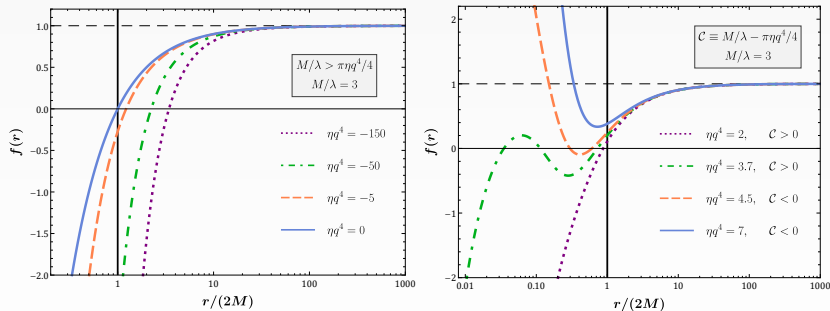 1.0
0.5
0.0
−0.5
−1.0
−1.5
−2.0
f(r)
M/λ > πηq⁴/4
M/λ = 3
ηq⁴ = −150
ηq⁴ = −50
ηq⁴ = −5
ηq⁴ = 0
1 10 100 1000
r/(2M)
2
1
0
−1
−2
f(r)
𝒞 ≡ M/λ − πηq⁴/4
M/λ = 3
ηq⁴ = 2, 𝒞 > 0
ηq⁴ = 3.7, 𝒞 > 0
ηq⁴ = 4.5, 𝒞 < 0
ηq⁴ = 7, 𝒞 < 0
0.01 0.10 1 10 100 1000
r/(2M)